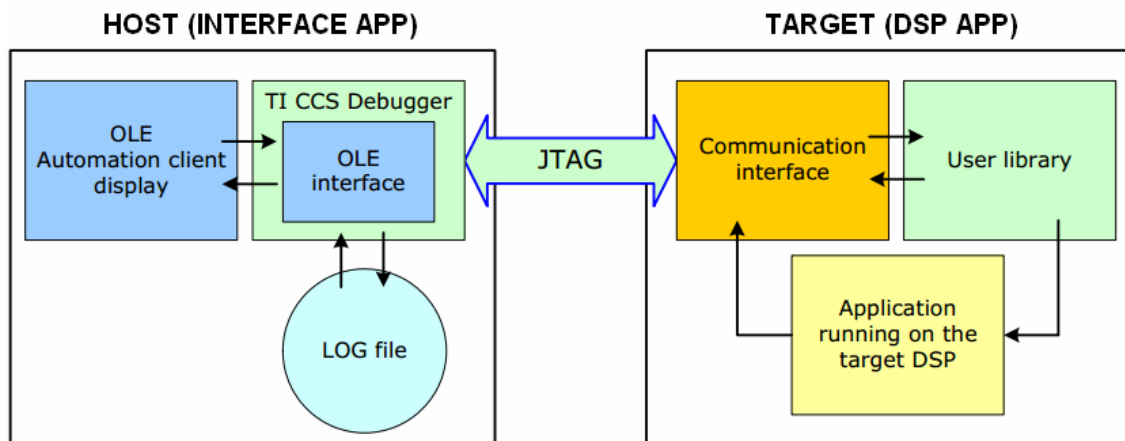 HOST (INTERFACE APP)
TARGET (DSP APP)
OLE
Automation client
display
TI CCS Debugger
OLE
interface
LOG file
JTAG
Communication
interface
User library
Application
running on the
target DSP